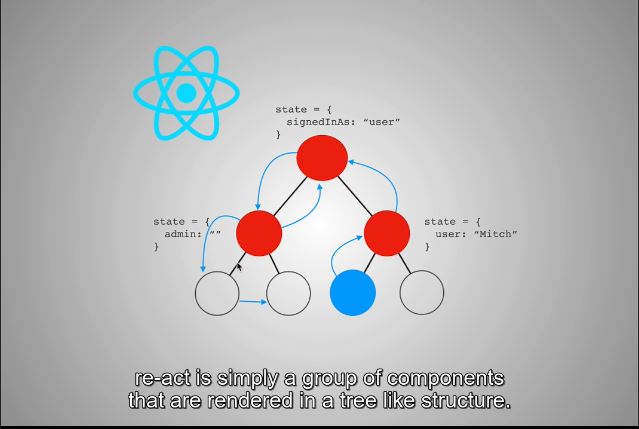 state = {
signedInAs: “user”
}
state = {
admin: “”
}
state = {
user: “Mitch”
}
re-act is simply a group of components
that are rendered in a tree like structure.